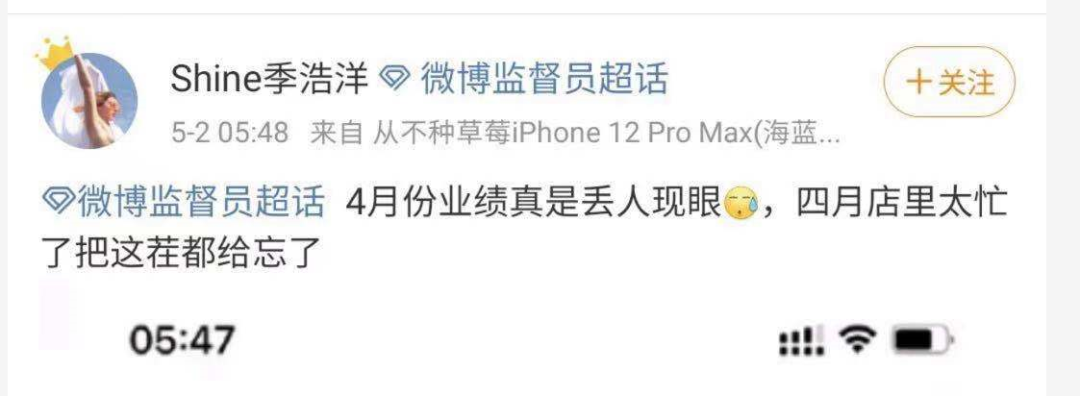 Shine季浩洋 微博监督员超话
+关注
5-2 05:48 来自 从不种草莓iPhone 12 Pro Max(海蓝...
微博监督员超话 4月份业绩真是丢人现眼，四月店里太忙
了把这茬都给忘了
05:47